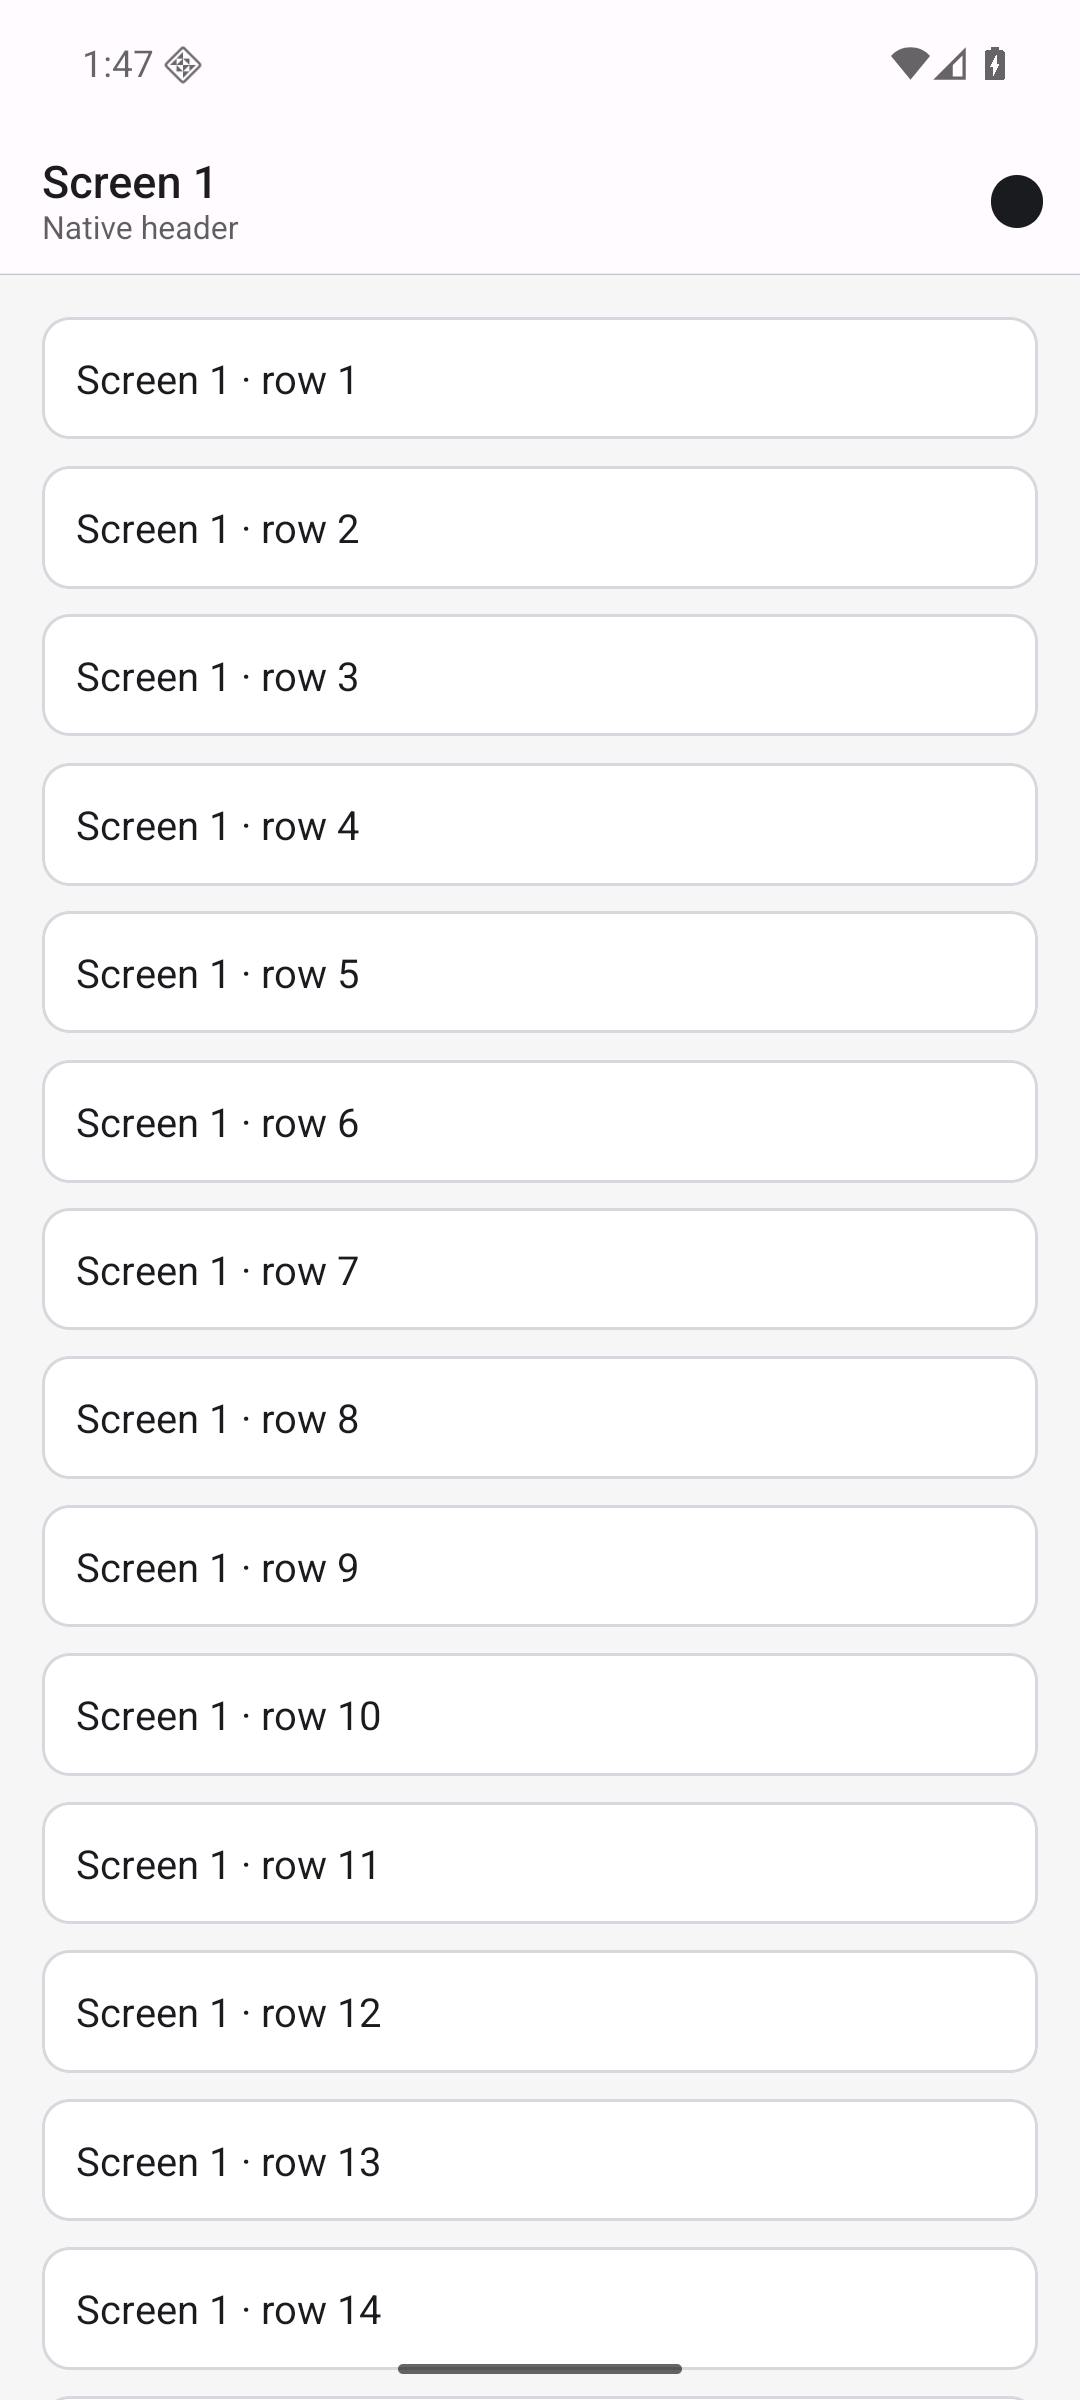 1:47
Screen 1
Native header
Screen 1 · row 1
Screen 1 · row 2
Screen 1 · row 3
Screen 1 · row 4
Screen 1 · row 5
Screen 1 · row 6
Screen 1 · row 7
Screen 1 · row 8
Screen 1 · row 9
Screen 1 · row 10
Screen 1 · row 11
Screen 1 · row 12
Screen 1 · row 13
Screen 1 · row 14